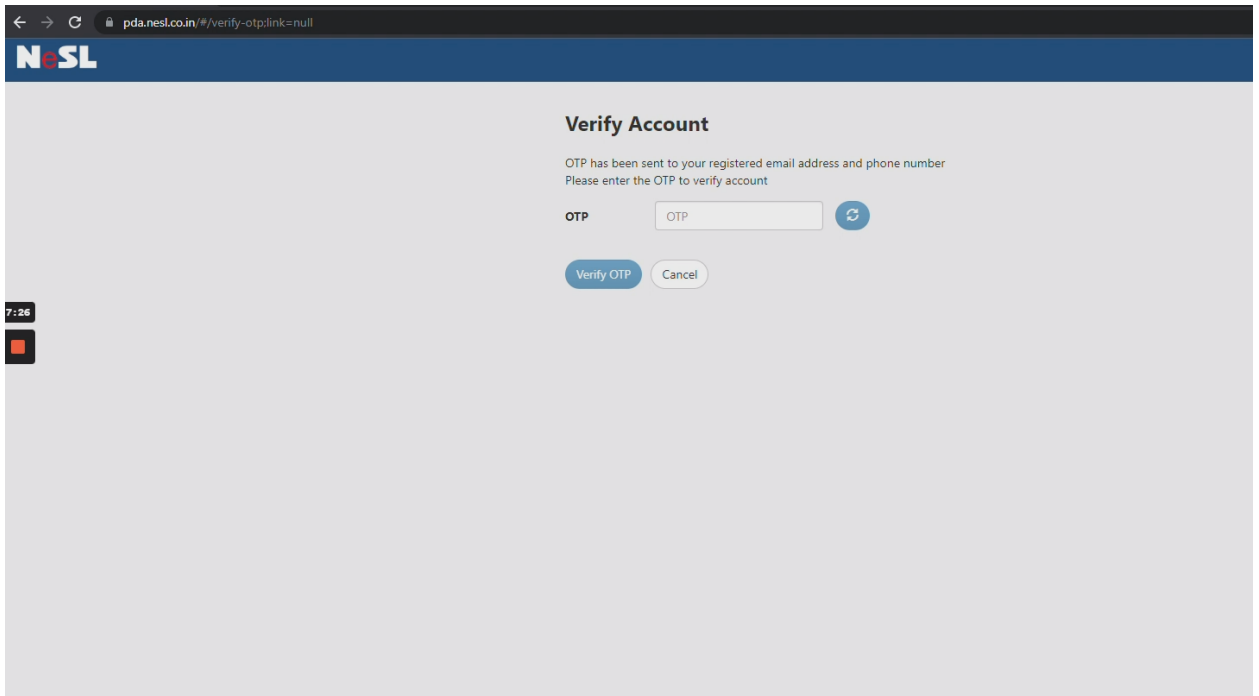 pda.nesl.co.in/#/verify-otp;link=null
NeSL
Verify Account
OTP has been sent to your registered email address and phone number
Please enter the OTP to verify account
OTP
OTP
Verify OTP
Cancel
7:26